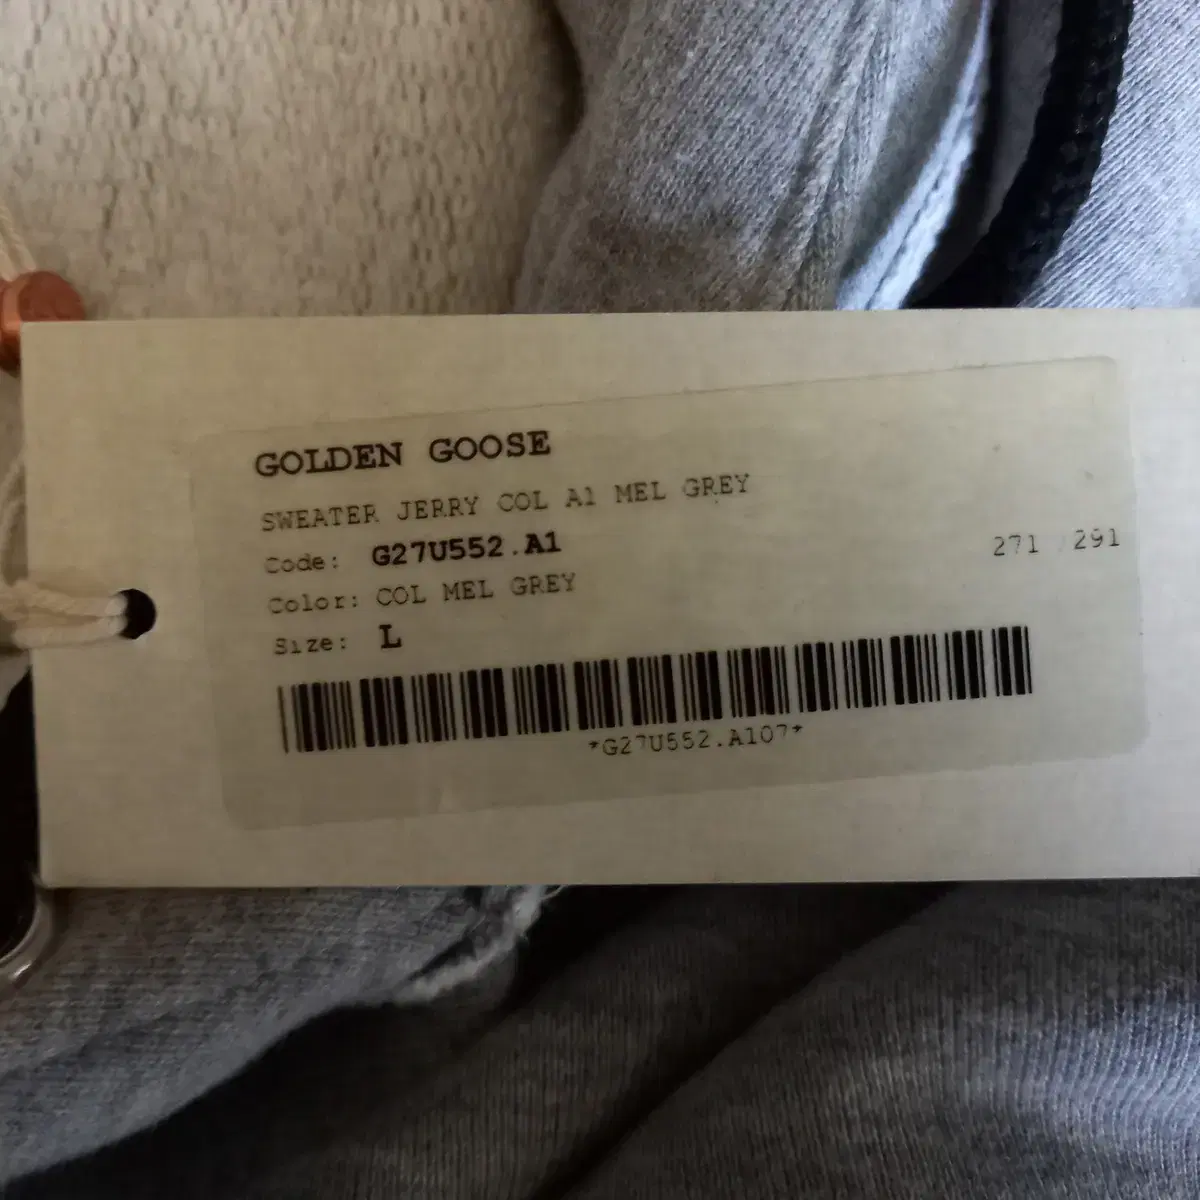 GOLDEN GOOSE
SWEATER JERRY COL A1 MEL GREY
Code: G27U552.A1
271 291
Color: COL MEL GREY
Size: L
*G27U552.A107*